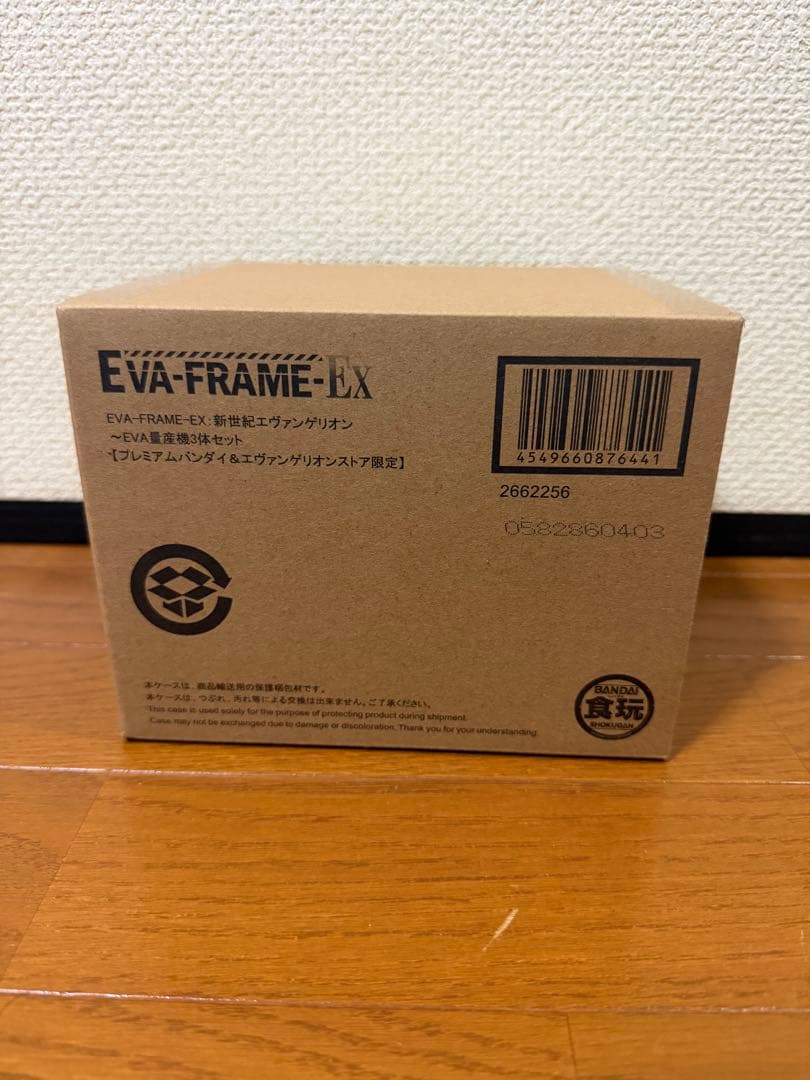 EVA-FRAME-EX
EVA-FRAME-EX:新世紀エヴァンゲリオン
～EVA量産機3体セット
【プレミアムバンダイ＆エヴァンゲリオンストア限定】
4549660876441
2662256
0582860403
本ケースは、商品輸送用の保護梱包材です。
本ケースは、つぶれ、汚れ等による交換は出来ません。ご了承ください。
This case is used solely for the purpose of protecting product during shipment.
Case may not be exchanged due to damage or discoloration. Thank you for your understanding.
BANDAI
食玩
SHOKUGAN